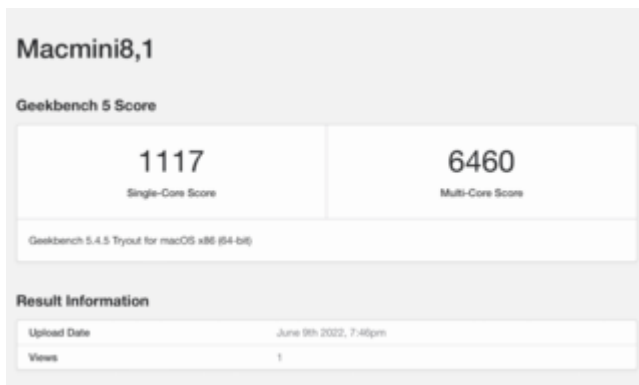 Macmini8,1
Geekbench 5 Score
1117 6460
Single-Core Score Multi-Core Score
Geekbench 5.4.5 Tryout for macOS x86 (64-bit)
Result Information
Upload Date June 9th 2022, 7:46pm
Views 1